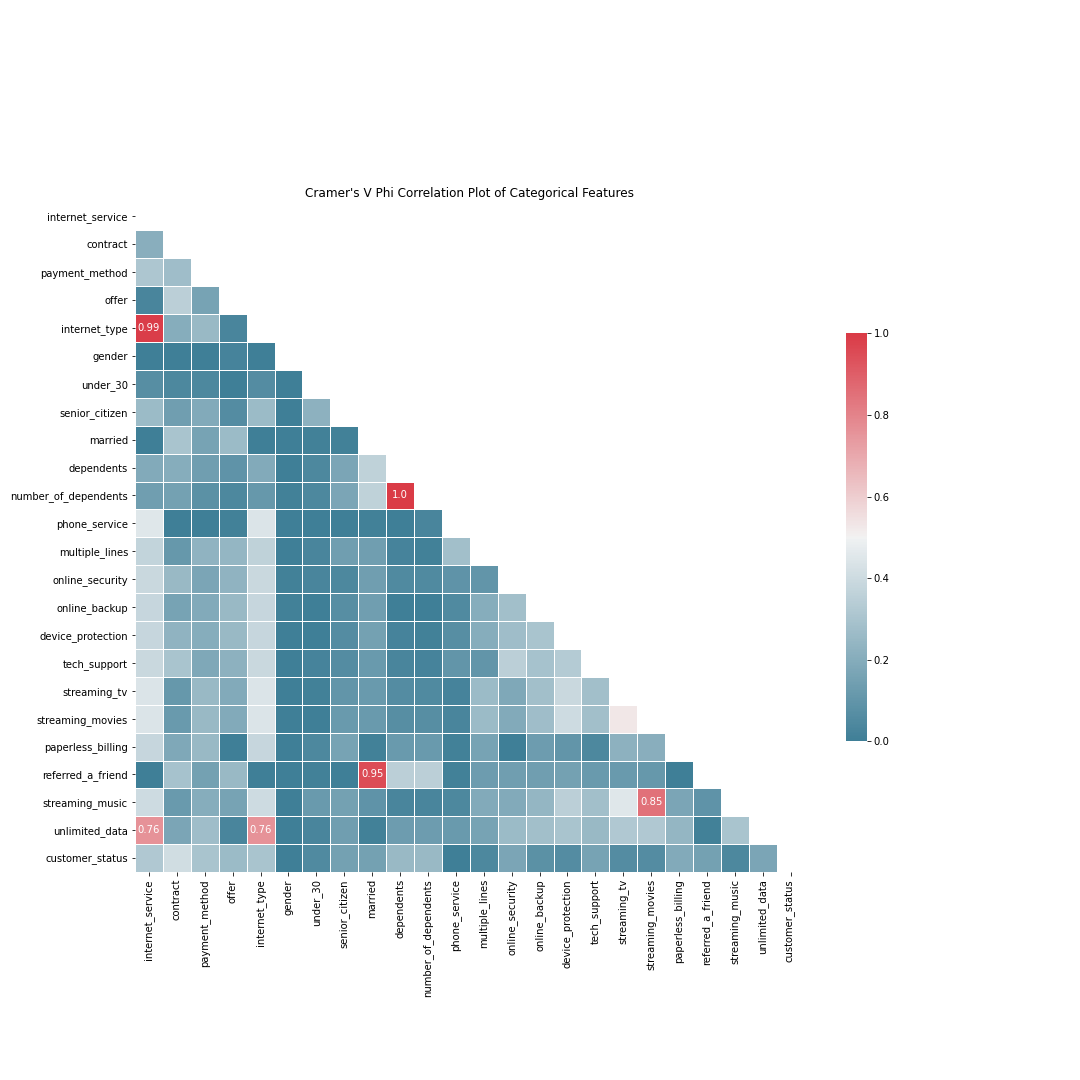 Cramer's V Phi Correlation Plot of Categorical Features
internet_service
contract
payment_method
offer
internet_type 0.99
gender
under_30
senior_citizen
married
dependents
number_of_dependents 1.0
phone_service
multiple_lines
online_security
online_backup
device_protection
tech_support
streaming_tv
streaming_movies
paperless_billing
referred_a_friend 0.95
streaming_music 0.85
unlimited_data 0.76 0.76
customer_status
internet_service
contract
payment_method
offer
internet_type
gender
under_30
senior_citizen
married
dependents
number_of_dependents
phone_service
multiple_lines
online_security
online_backup
device_protection
tech_support
streaming_tv
streaming_movies
paperless_billing
referred_a_friend
streaming_music
unlimited_data
customer_status
1.0
0.8
0.6
0.4
0.2
0.0